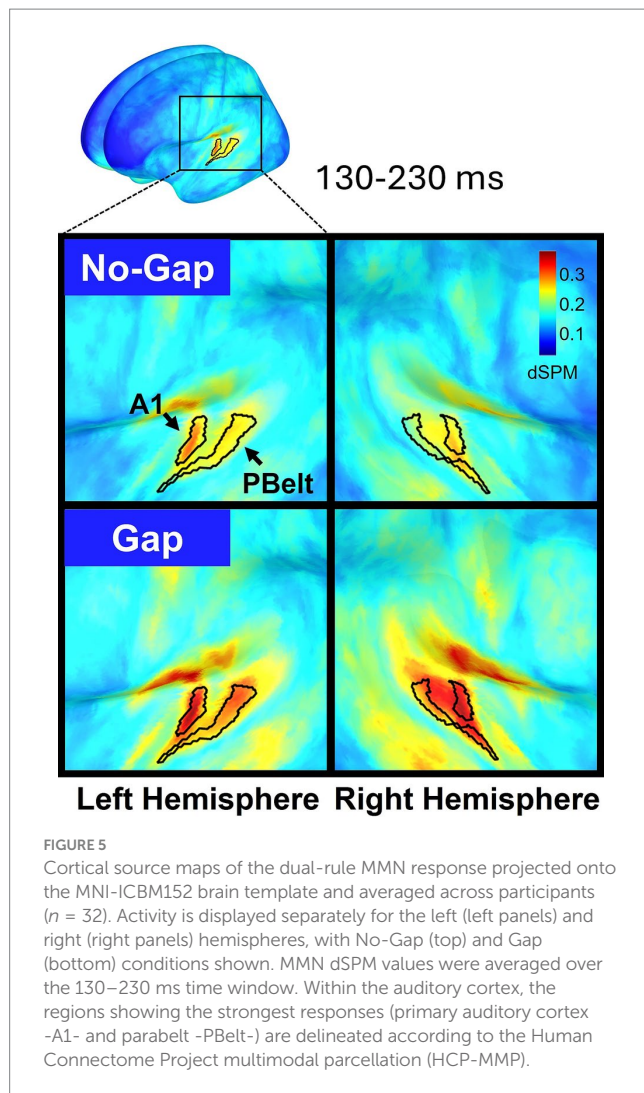 130-230 ms
No-Gap
0.3
0.2
0.1
dSPM
A1
PBelt
Gap
Left Hemisphere Right Hemisphere
FIGURE 5
Cortical source maps of the dual-rule MMN response projected onto
the MNI-ICBM152 brain template and averaged across participants
(n = 32). Activity is displayed separately for the left (left panels) and
right (right panels) hemispheres, with No-Gap (top) and Gap
(bottom) conditions shown. MMN dSPM values were averaged over
the 130–230 ms time window. Within the auditory cortex, the
regions showing the strongest responses (primary auditory cortex
-A1- and parabelt -PBelt-) are delineated according to the Human
Connectome Project multimodal parcellation (HCP-MMP).